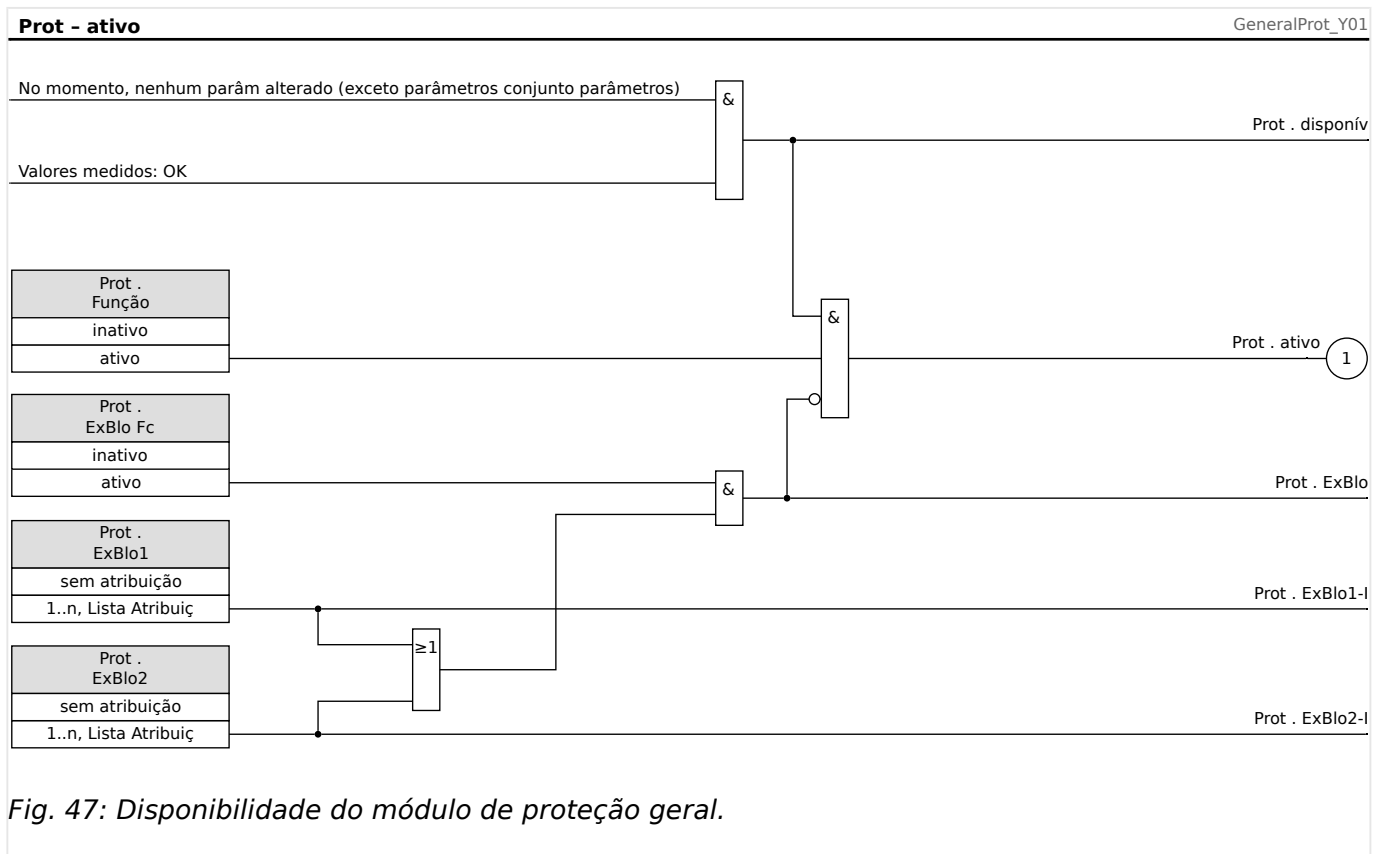 Prot – ativo
GeneralProt_Y01
No momento, nenhum parâm alterado (exceto parâmetros conjunto parâmetros)
&
Prot . disponív
Valores medidos: OK
Prot .
Função
inativo
ativo
&
Prot . ativo
1
Prot .
ExBlo Fc
inativo
ativo
&
Prot . ExBlo
Prot .
ExBlo1
sem atribuição
1..n, Lista Atribuiç
Prot . ExBlo1-I
≥1
Prot .
ExBlo2
sem atribuição
1..n, Lista Atribuiç
Prot . ExBlo2-I
Fig. 47: Disponibilidade do módulo de proteção geral.